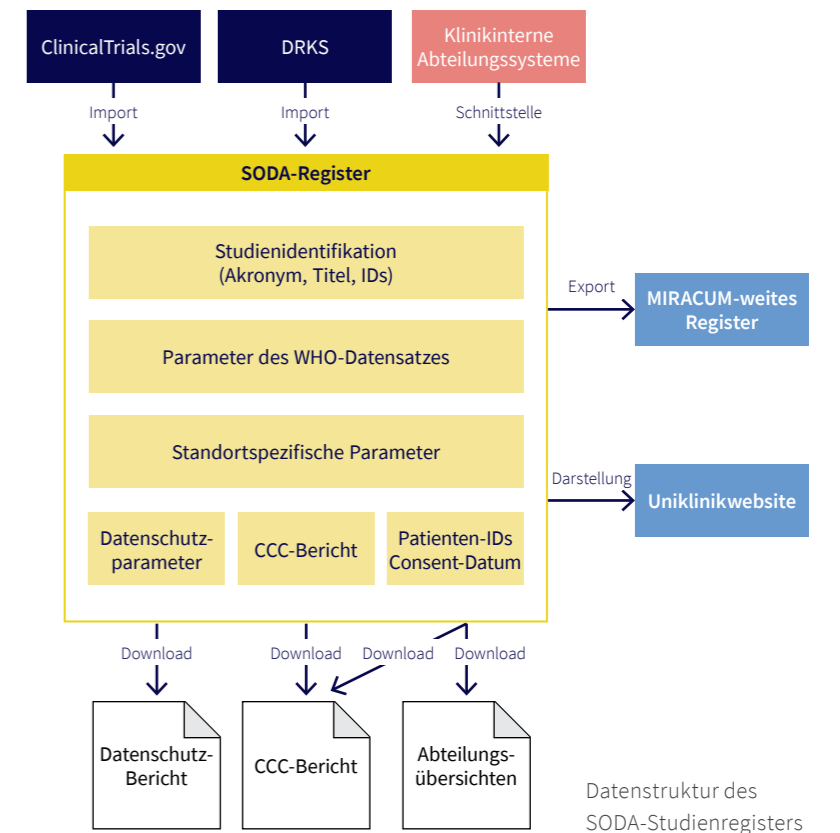 ClinicalTrials.gov
DRKS
Klinikinterne
Abteilungssysteme
Import
Import
Schnittstelle
SODA-Register
Studienidentifikation
(Akronym, Titel, IDs)
Export
MIRACUM-weites
Register
Parameter des WHO-Datensatzes
Standortspezifische Parameter
Darstellung
Uniklinikwebsite
Datenschutz-
parameter
CCC-Bericht
Patienten-IDs
Consent-Datum
Download
Download
Download
Download
Datenschutz-
Bericht
CCC-Bericht
Abteilungs-
übersichten
Datenstruktur des
SODA-Studienregisters